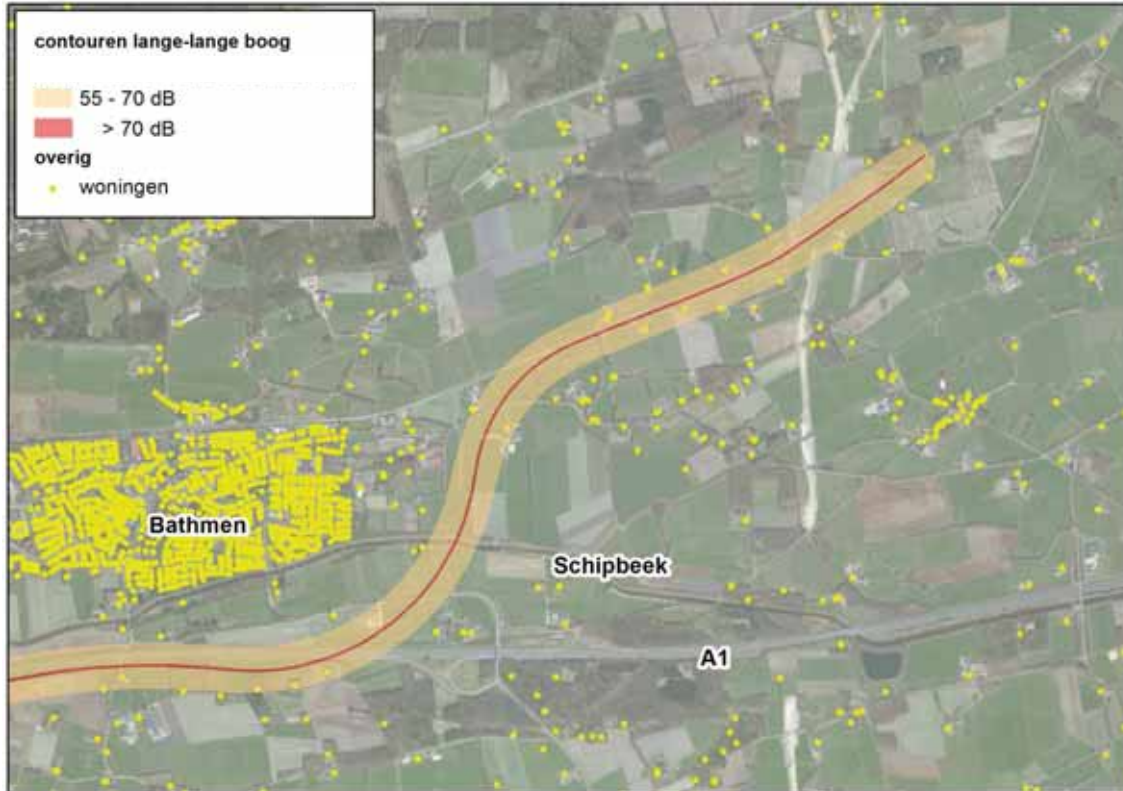 contouren lange-lange boog
55 - 70 dB
> 70 dB
overig
woningen
Bathmen
Schipbeek
A1